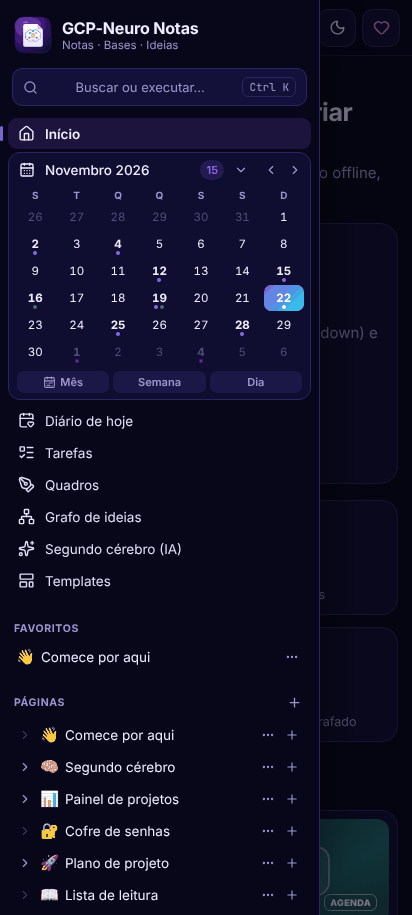 GCP-Neuro Notas
Notas · Bases · Ideias
Buscar ou executar...
Ctrl K
riar
o offline,
Início
Novembro 2026
15
S T Q Q S S D
26 27 28 29 30 31 1
2 3 4 5 6 7 8
9 10 11 12 13 14 15
16 17 18 19 20 21 22
23 24 25 26 27 28 29
30 1 2 3 4 5 6
Mês Semana Dia
down) e
Diário de hoje
Tarefas
Quadros
Grafo de ideias
Segundo cérebro (IA)
Templates
s
FAVORITOS
Comece por aqui
PÁGINAS
rafado
Comece por aqui
Segundo cérebro
Painel de projetos
Cofre de senhas
Plano de projeto
Lista de leitura
AGENDA